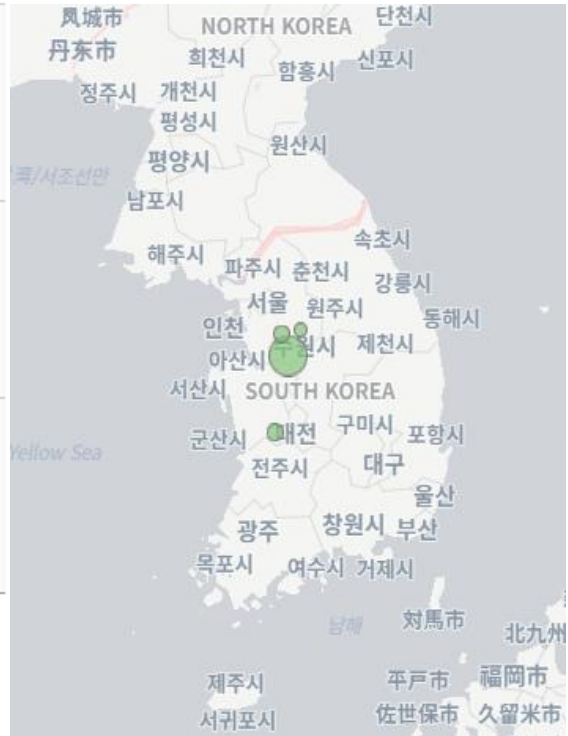 凤城市
NORTH KOREA
단천시
丹东市
희천시
함흥시
신포시
정주시
개천시
평성시
원산시
평양시
/서조선만
남포시
속초시
해주시
파주시
춘천시
강릉시
서울
원주시
인천
동해시
수원시
제천시
아산시
서산시
SOUTH KOREA
구미시
Yellow Sea
군산시
대전
포항시
전주시
대구
울산
광주
창원시
부산
목포시
여수시
거제시
남해
対馬市
北九州
제주시
平戸市
福岡市
서귀포시
佐世保市
久留米市